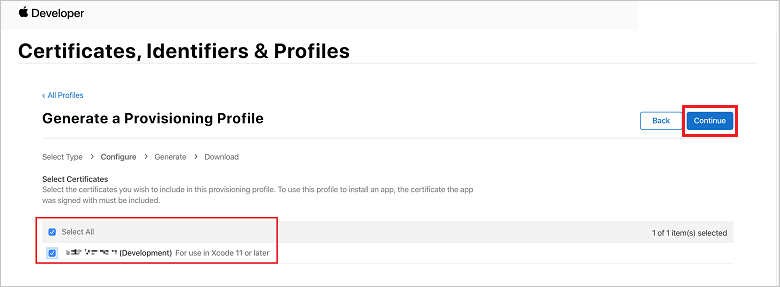 Developer
Certificates, Identifiers & Profiles
‹ All Profiles
Generate a Provisioning Profile
Back
Continue
Select Type > Configure > Generate > Download
Select Certificates
Select the certificates you wish to include in this provisioning profile. To use this profile to install an app, the certificate the app
was signed with must be included.
Select All
1 of 1 item(s) selected
(Development) For use in Xcode 11 or later